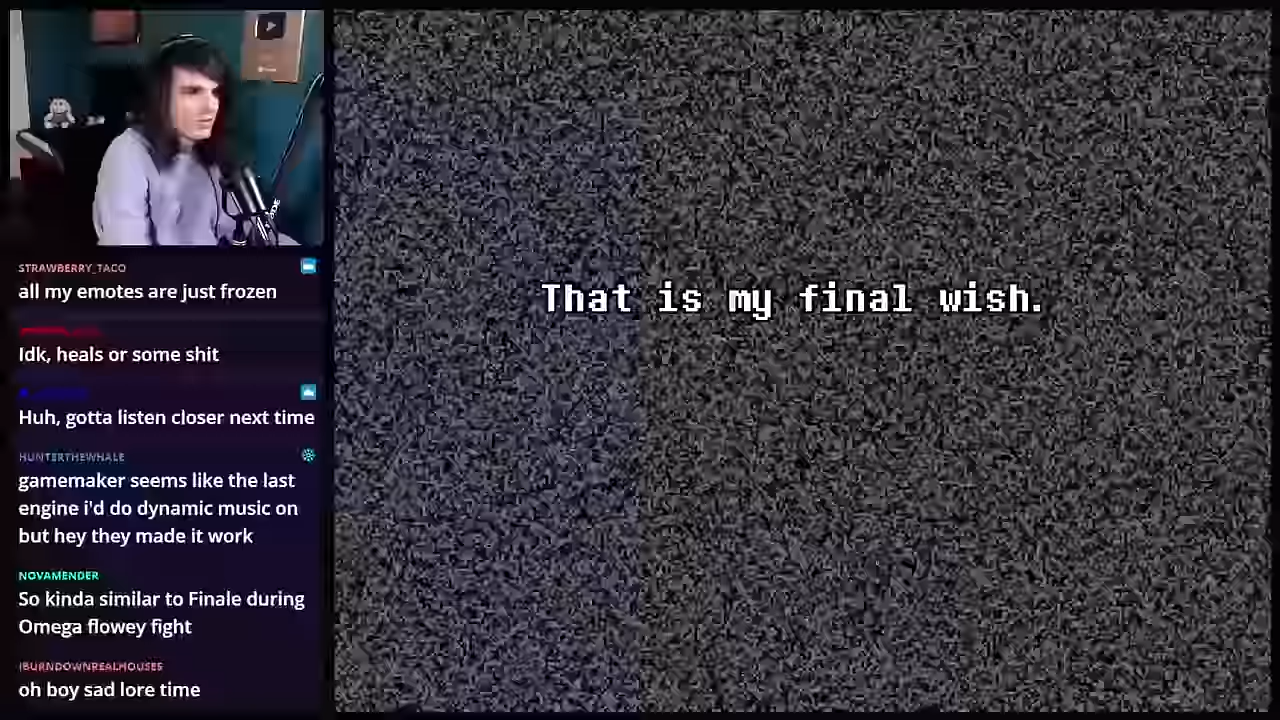 STRAWBERRY_TACO
all my emotes are just frozen
Idk, heals or some shit
Huh, gotta listen closer next time
HUNTERTHEWHALE
gamemaker seems like the last
engine i'd do dynamic music on
but hey they made it work
NOVAMENDER
So kinda similar to Finale during
Omega flowey fight
IBURNDOWNREALHOUSES
oh boy sad lore time
That is my final wish.